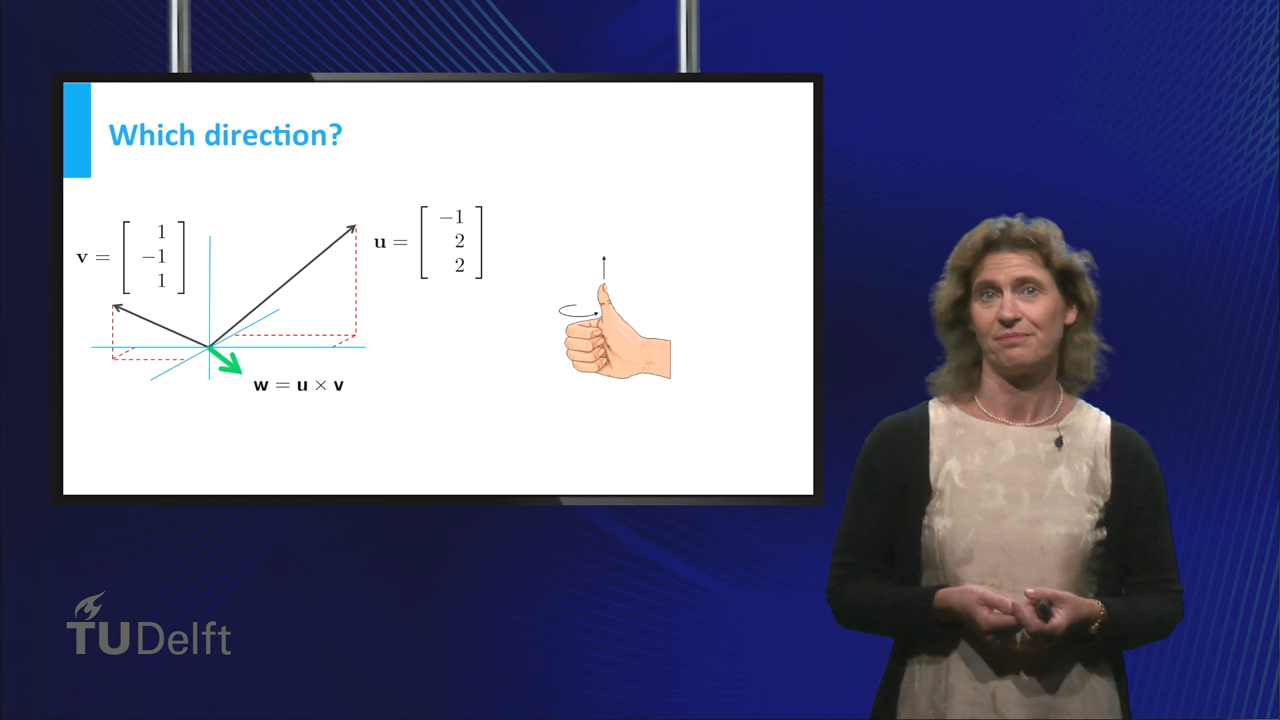 Which direction?
v = [ 1
−1
1 ]
u = [ −1
2
2 ]
w = u × v
TUDelft